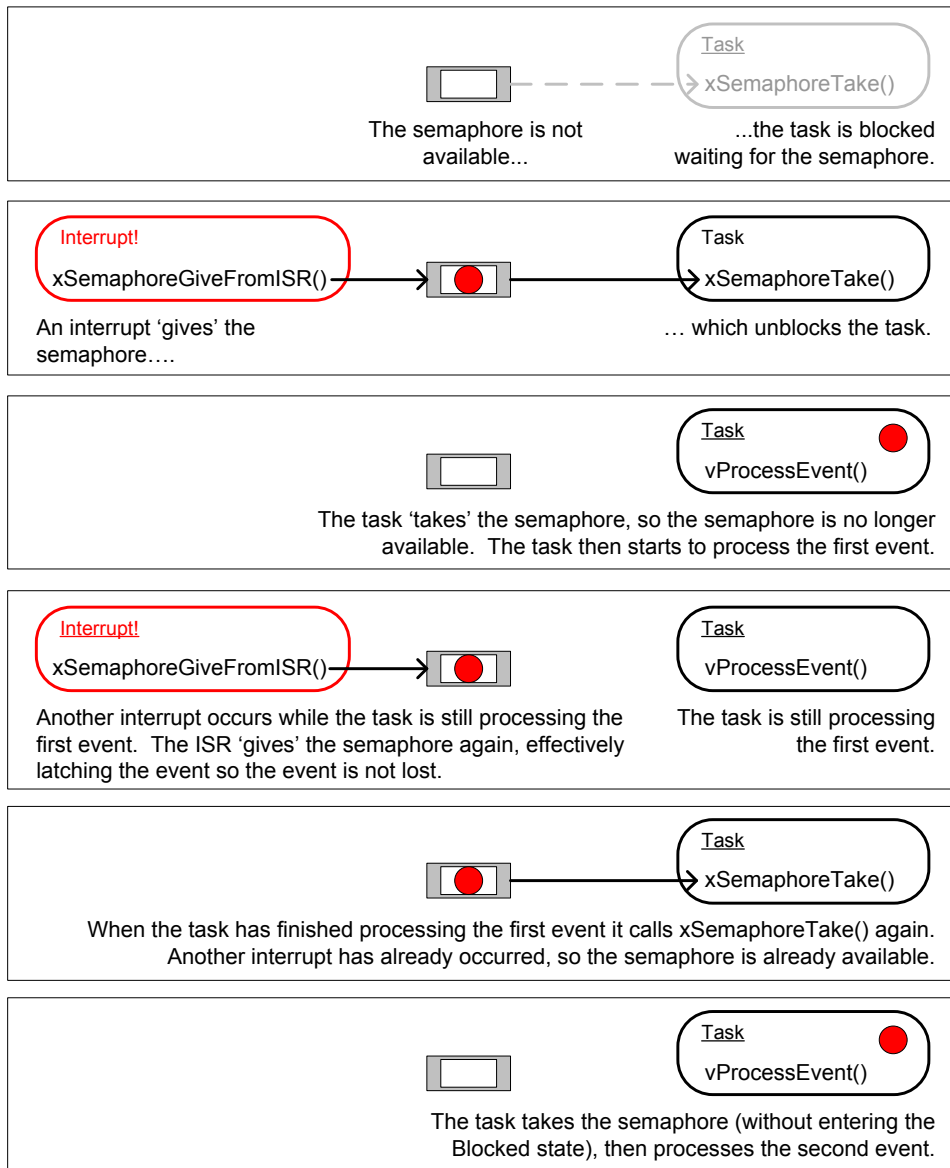 Task
xSemaphoreTake()
The semaphore is not
available...
...the task is blocked
waiting for the semaphore.
Interrupt!
xSemaphoreGiveFromISR()
Task
xSemaphoreTake()
An interrupt ‘gives’ the
semaphore….
… which unblocks the task.
Task
vProcessEvent()
The task ‘takes’ the semaphore, so the semaphore is no longer
available.  The task then starts to process the first event.
Interrupt!
xSemaphoreGiveFromISR()
Task
vProcessEvent()
Another interrupt occurs while the task is still processing the
first event.  The ISR ‘gives’ the semaphore again, effectively
latching the event so the event is not lost.
The task is still processing
the first event.
Task
xSemaphoreTake()
When the task has finished processing the first event it calls xSemaphoreTake() again.
Another interrupt has already occurred, so the semaphore is already available.
Task
vProcessEvent()
The task takes the semaphore (without entering the
Blocked state), then processes the second event.